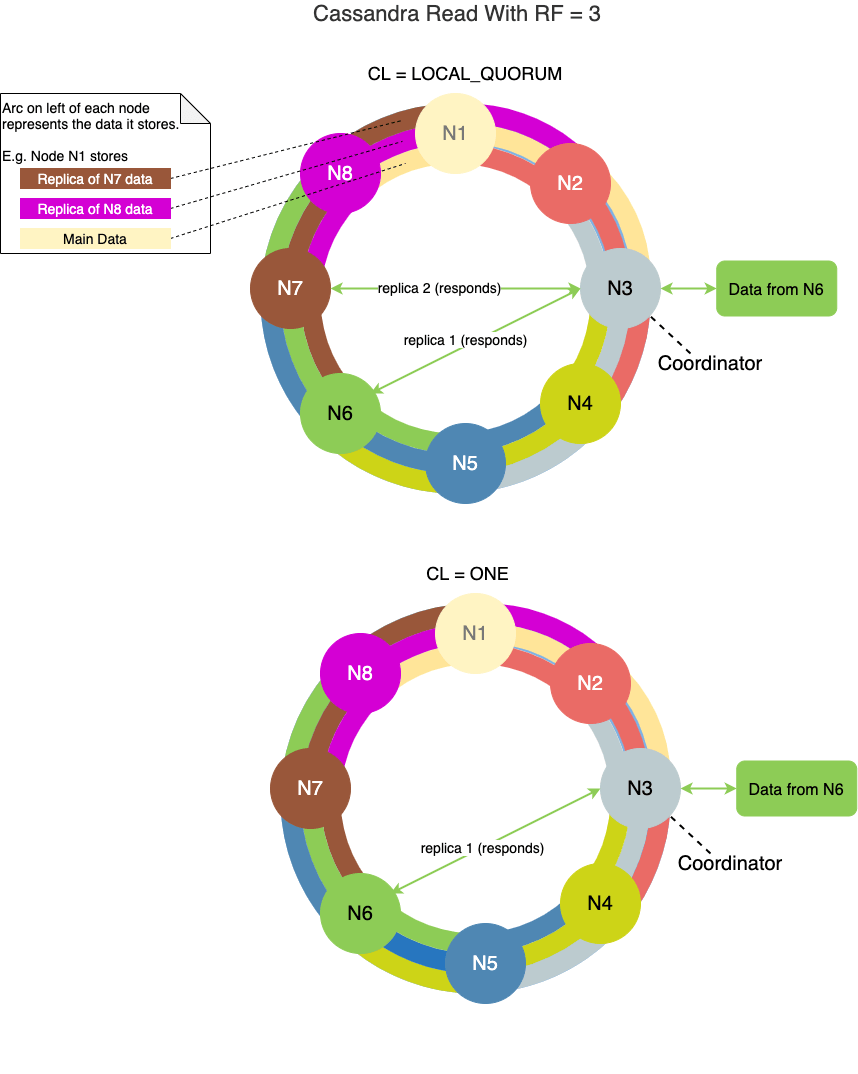 Cassandra Read With RF = 3
CL = LOCAL_QUORUM
Arc on left of each node
represents the data it stores.
E.g. Node N1 stores
Replica of N7 data
Replica of N8 data
Main Data
N1
N8
N2
N7
replica 2 (responds)
N3
Data from N6
replica 1 (responds)
Coordinator
N6
N4
N5
CL = ONE
N1
N8
N2
N7
N3
Data from N6
replica 1 (responds)
Coordinator
N6
N4
N5